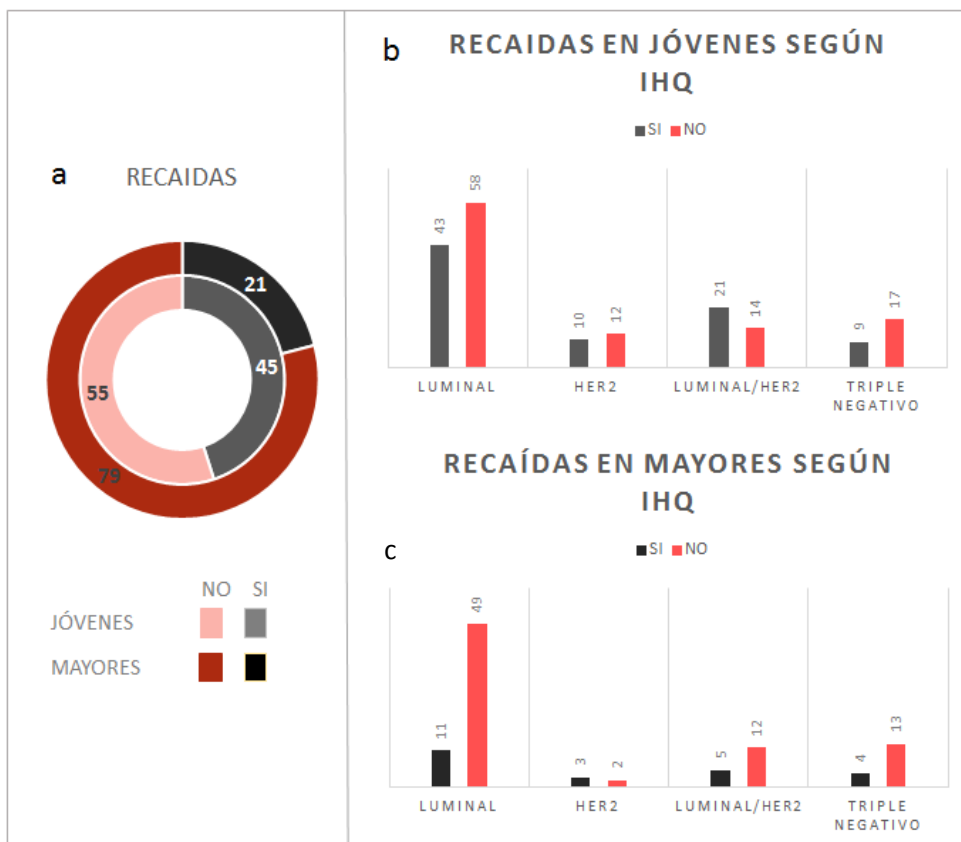 a
RECAIDAS
21
45
55
79
NO SI
JÓVENES
MAYORES
b
RECAIDAS EN JÓVENES SEGÚN
IHQ
SI NO
43
58
10
12
21
14
9
17
LUMINAL
HER2
LUMINAL/HER2
TRIPLE
NEGATIVO
RECAÍDAS EN MAYORES SEGÚN
IHQ
c
SI NO
11
49
3
2
5
12
4
13
LUMINAL
HER2
LUMINAL/HER2
TRIPLE
NEGATIVO